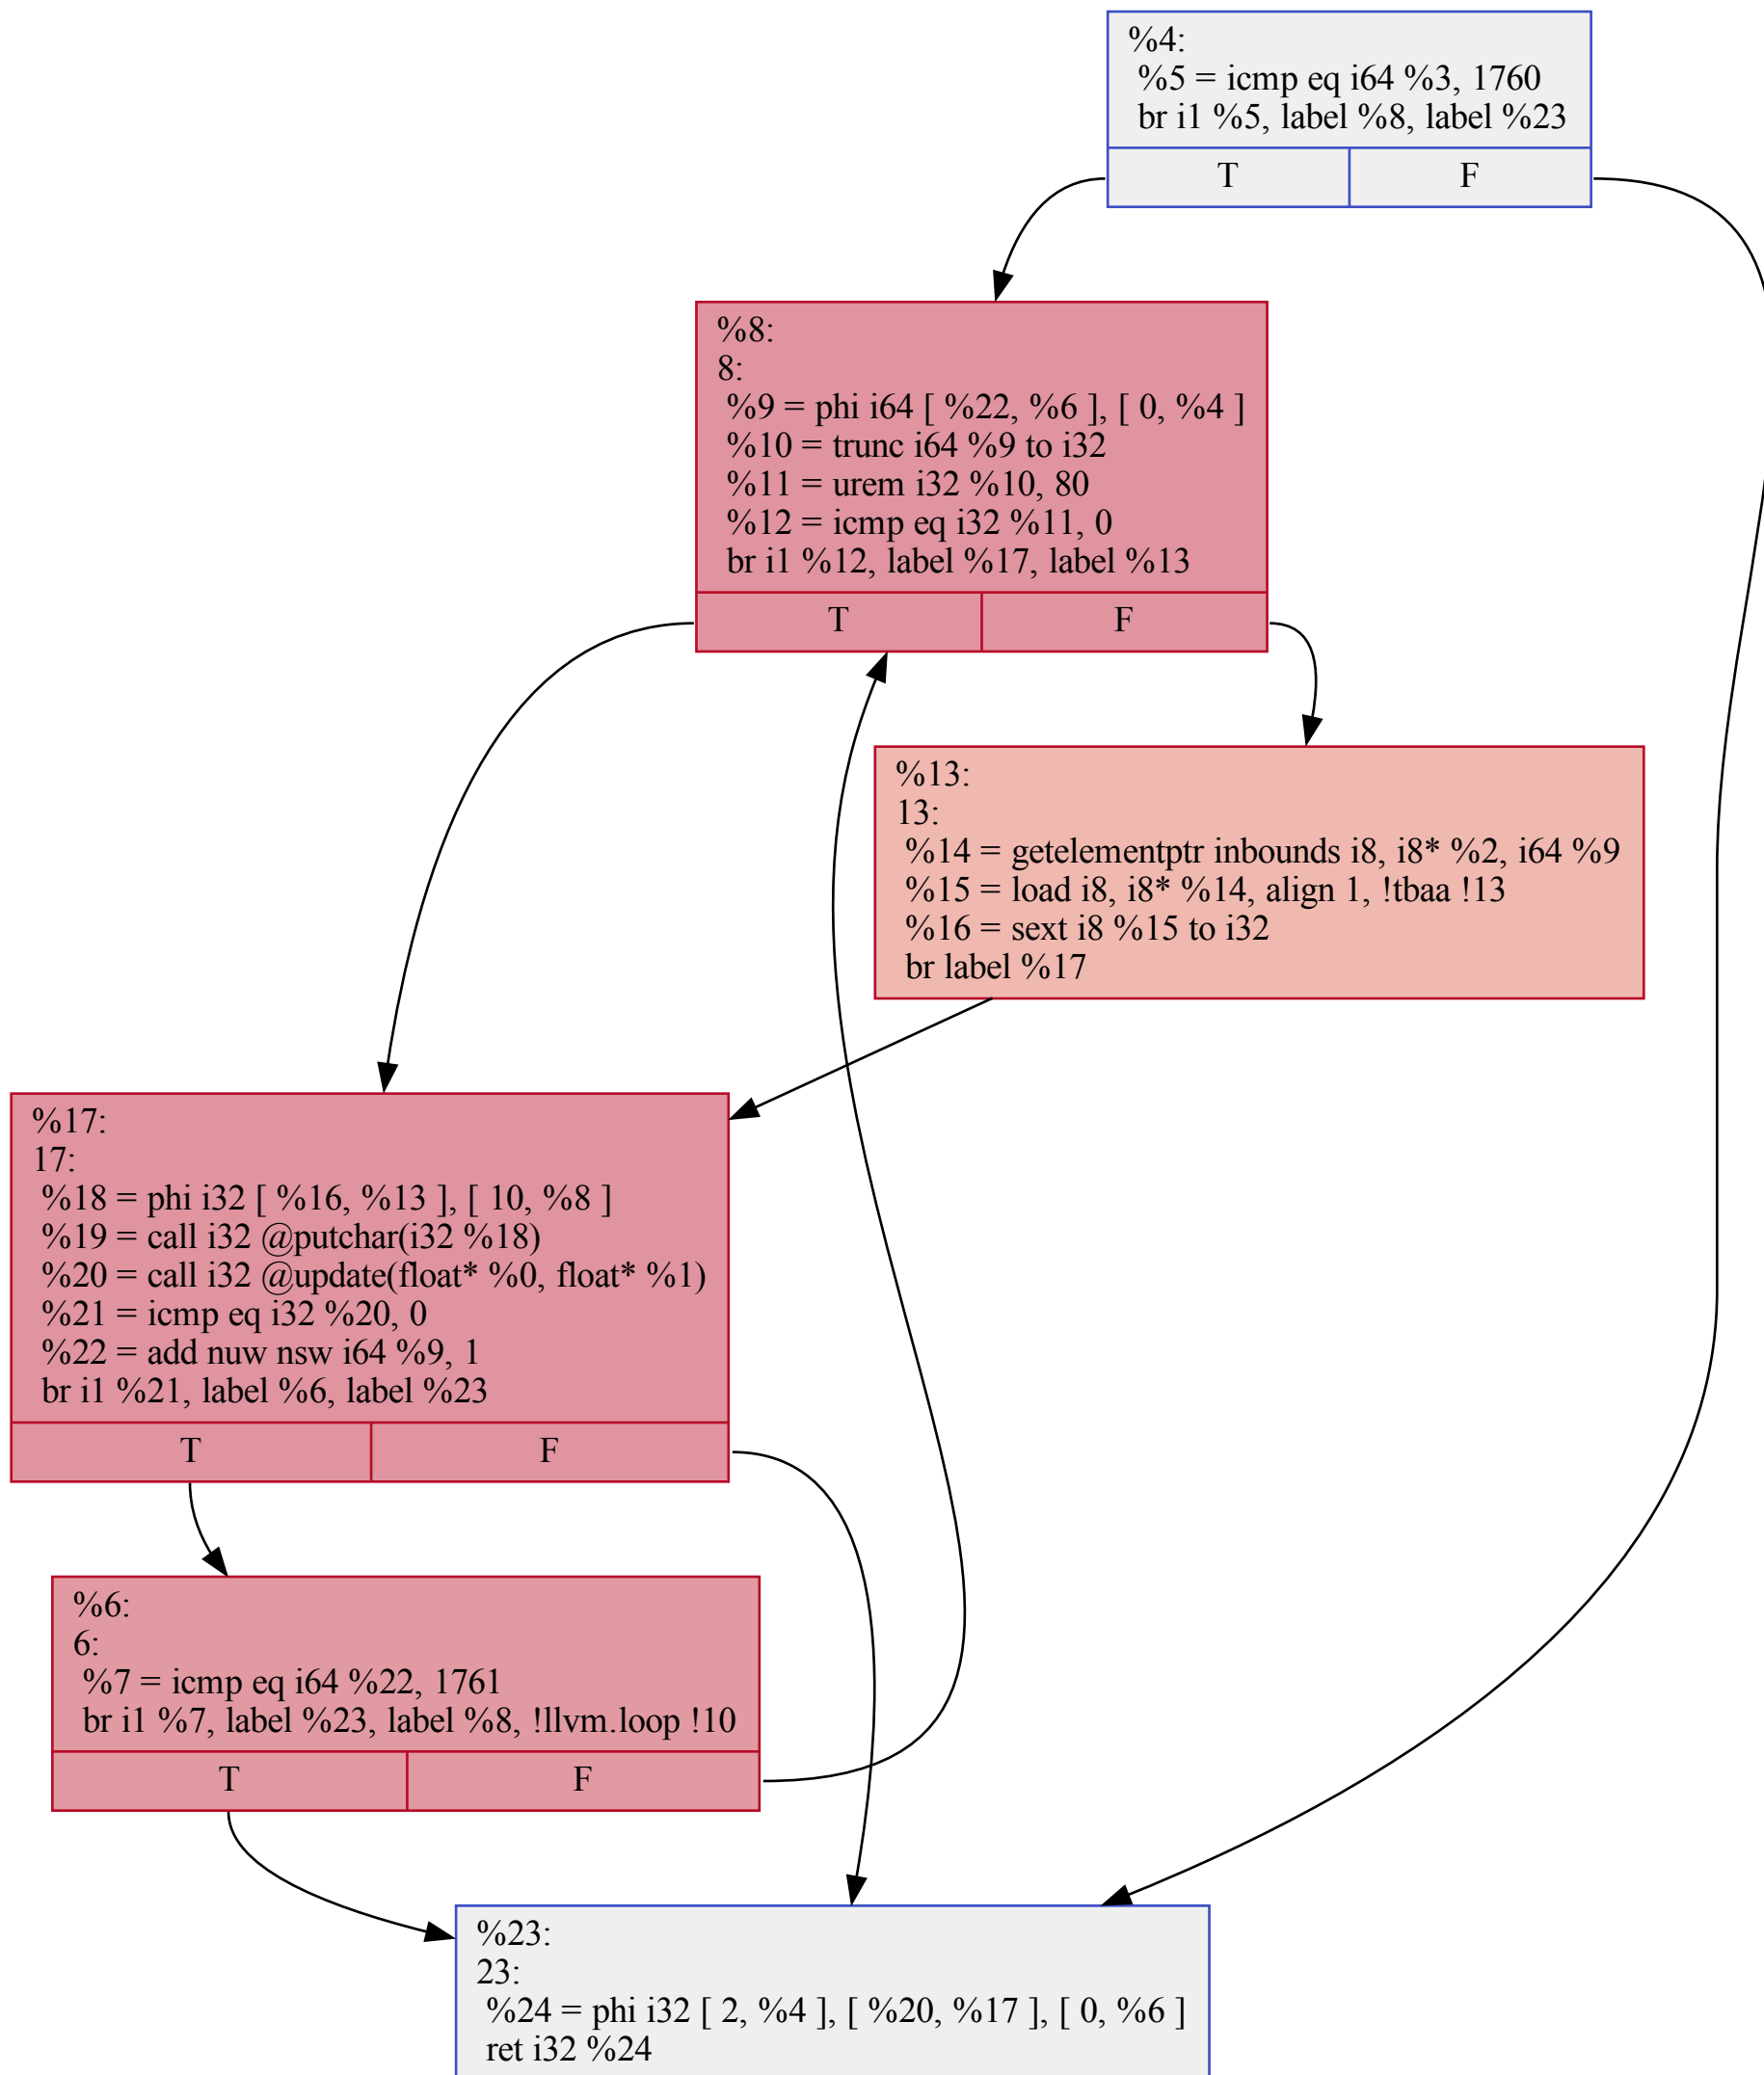 %4:
%5 = icmp eq i64 %3, 1760
br i1 %5, label %8, label %23
T F
%8:
8:
%9 = phi i64 [ %22, %6 ], [ 0, %4 ]
%10 = trunc i64 %9 to i32
%11 = urem i32 %10, 80
%12 = icmp eq i32 %11, 0
br i1 %12, label %17, label %13
T F
%13:
13:
%14 = getelementptr inbounds i8, i8* %2, i64 %9
%15 = load i8, i8* %14, align 1, !tbaa !13
%16 = sext i8 %15 to i32
br label %17
%17:
17:
%18 = phi i32 [ %16, %13 ], [ 10, %8 ]
%19 = call i32 @putchar(i32 %18)
%20 = call i32 @update(float* %0, float* %1)
%21 = icmp eq i32 %20, 0
%22 = add nuw nsw i64 %9, 1
br i1 %21, label %6, label %23
T F
%6:
6:
%7 = icmp eq i64 %22, 1761
br i1 %7, label %23, label %8, !llvm.loop !10
T F
%23:
23:
%24 = phi i32 [ 2, %4 ], [ %20, %17 ], [ 0, %6 ]
ret i32 %24